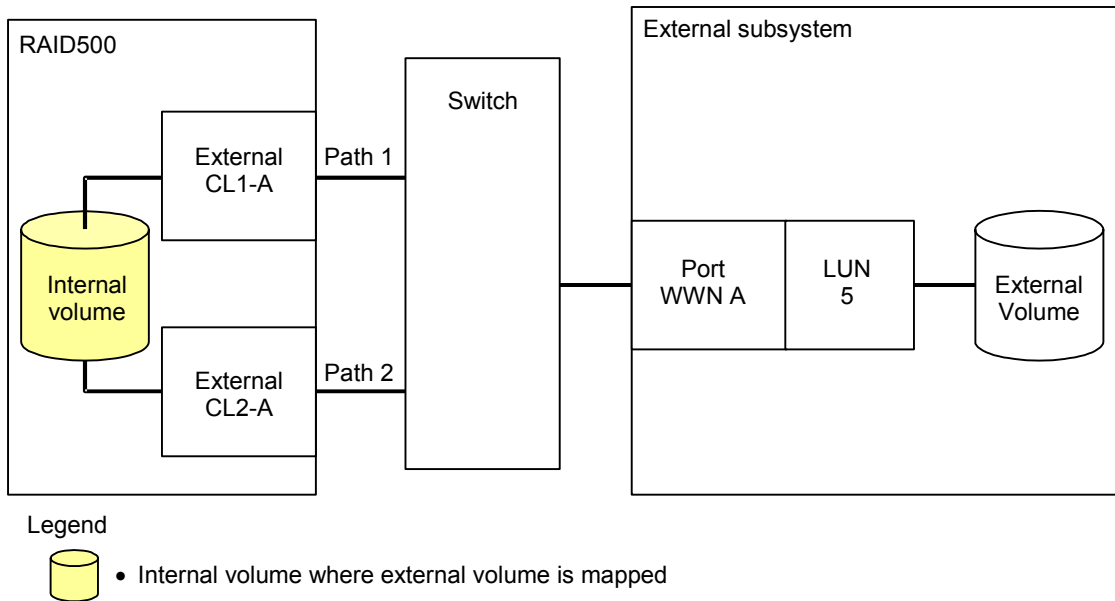 RAID500
External subsystem
Switch
External
CL1-A
Path 1
Internal
volume
Port
WWN A
LUN
5
External
Volume
External
CL2-A
Path 2
Legend
• Internal volume where external volume is mapped